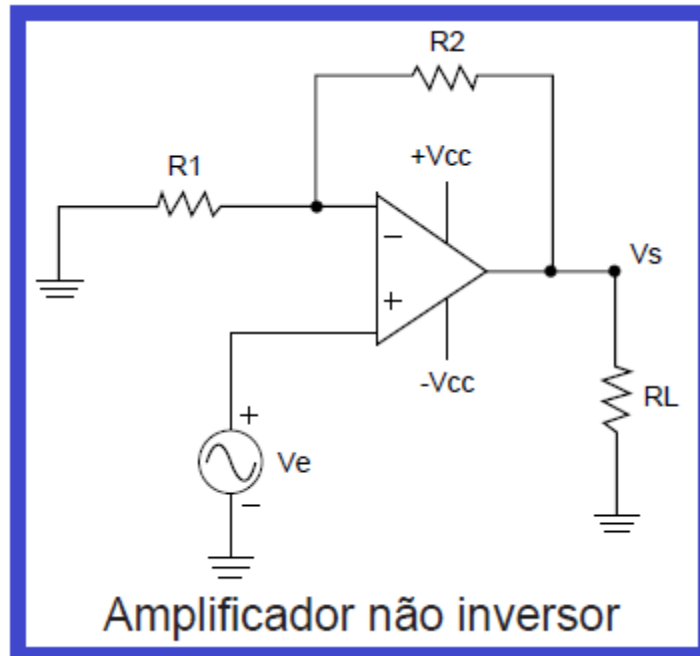 R2
+Vcc
R1
−
Vs
+
-Vcc
RL
+
Ve
−
Amplificador não inversor